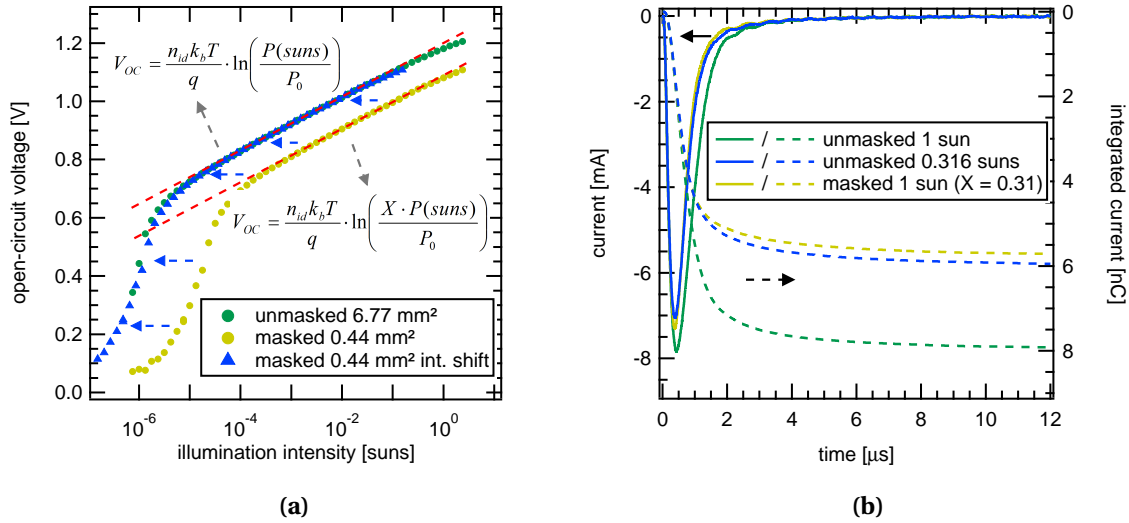 (a)
open-circuit voltage [V]
1.2
1.0
0.8
0.6
0.4
0.2
0.0
V_OC = n_id k_b T / q · ln( P(suns) / P_0 )
V_OC = n_id k_b T / q · ln( X · P(suns) / P_0 )
unmasked 6.77 mm²
masked 0.44 mm²
masked 0.44 mm² int. shift
10⁻⁶ 10⁻⁴ 10⁻² 10⁰
illumination intensity [suns]
(a)
b)
current [mA]
0
-2
-4
-6
-8
unmasked 1 sun
/ unmasked 0.316 suns
/ masked 1 sun (X = 0.31)
/
0
2
4
6
8
integrated current [nC]
0 2 4 6 8 10 12
time [μs]
(b)